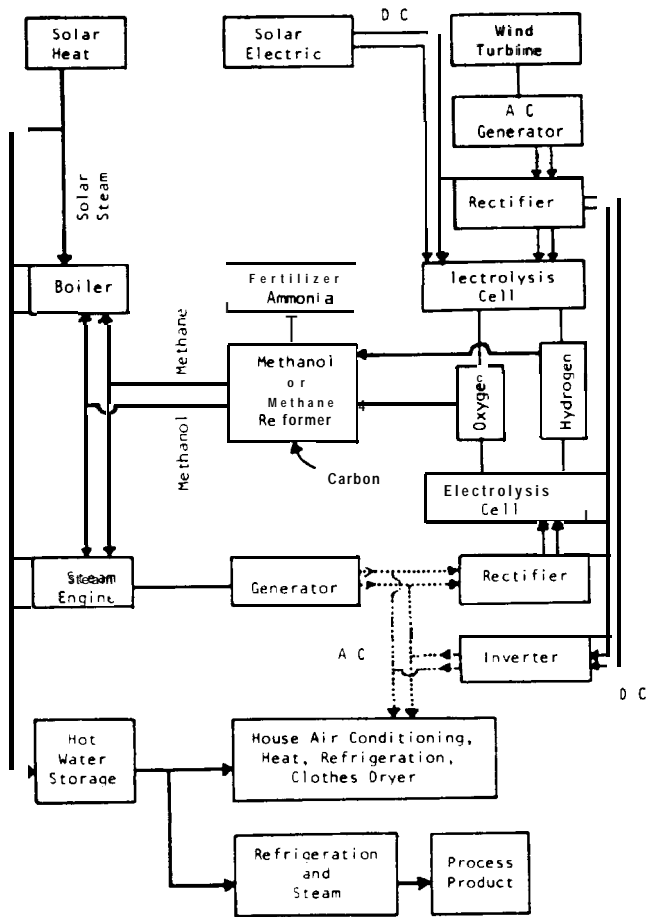 D C
Solar
Heat
Solar
Electric
Wind
Turbine
A C
Generator
Solar
Steam
Rectifier
Boiler
Fertilizer
Ammonia
lectrolysis
Cell
Methane
Methanol
or
Methane
Reformer
Oxygen
Hydrogen
Methanol
Carbon
Electrolysis
Cell
Steam
Engine
Generator
Rectifier
A C
Inverter
D C
Hot
Water
Storage
House Air Conditioning,
Heat, Refrigeration,
Clothes Dryer
Refrigeration
and
Steam
Process
Product